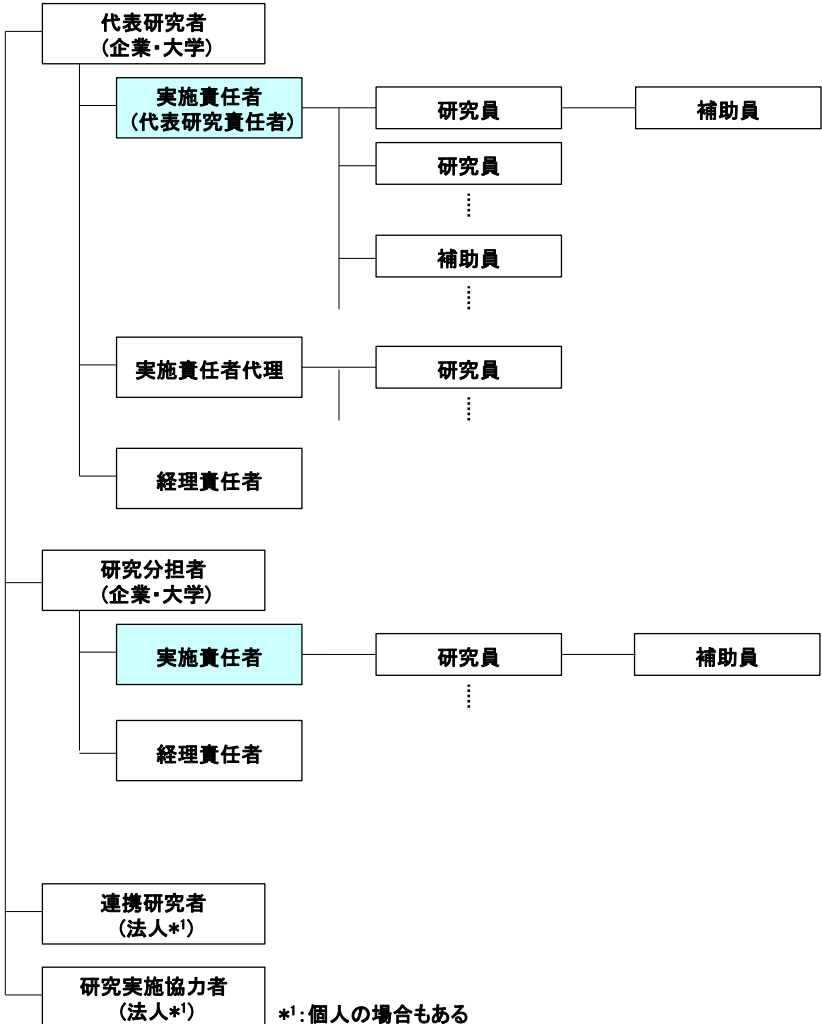 代表研究者
(企業・大学)
実施責任者
(代表研究責任者)
研究員
補助員
研究員
補助員
実施責任者代理
研究員
経理責任者
研究分担者
(企業・大学)
実施責任者
研究員
補助員
経理責任者
連携研究者
(法人*1)
研究実施協力者
(法人*1)
*1:個人の場合もある